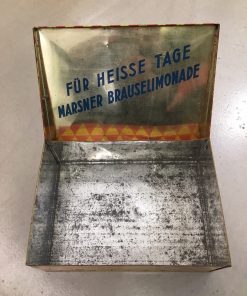 FÜR HEISSE TAGE
MARSNER BRAUSELIMONADE